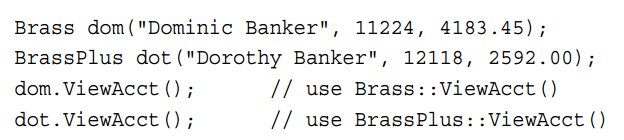 Brass dom("Dominic Banker", 11224, 4183.45);
BrassPlus dot("Dorothy Banker", 12118, 2592.00);
dom.ViewAcct();      // use Brass::ViewAcct()
dot.ViewAcct();      // use BrassPlus::ViewAcct()